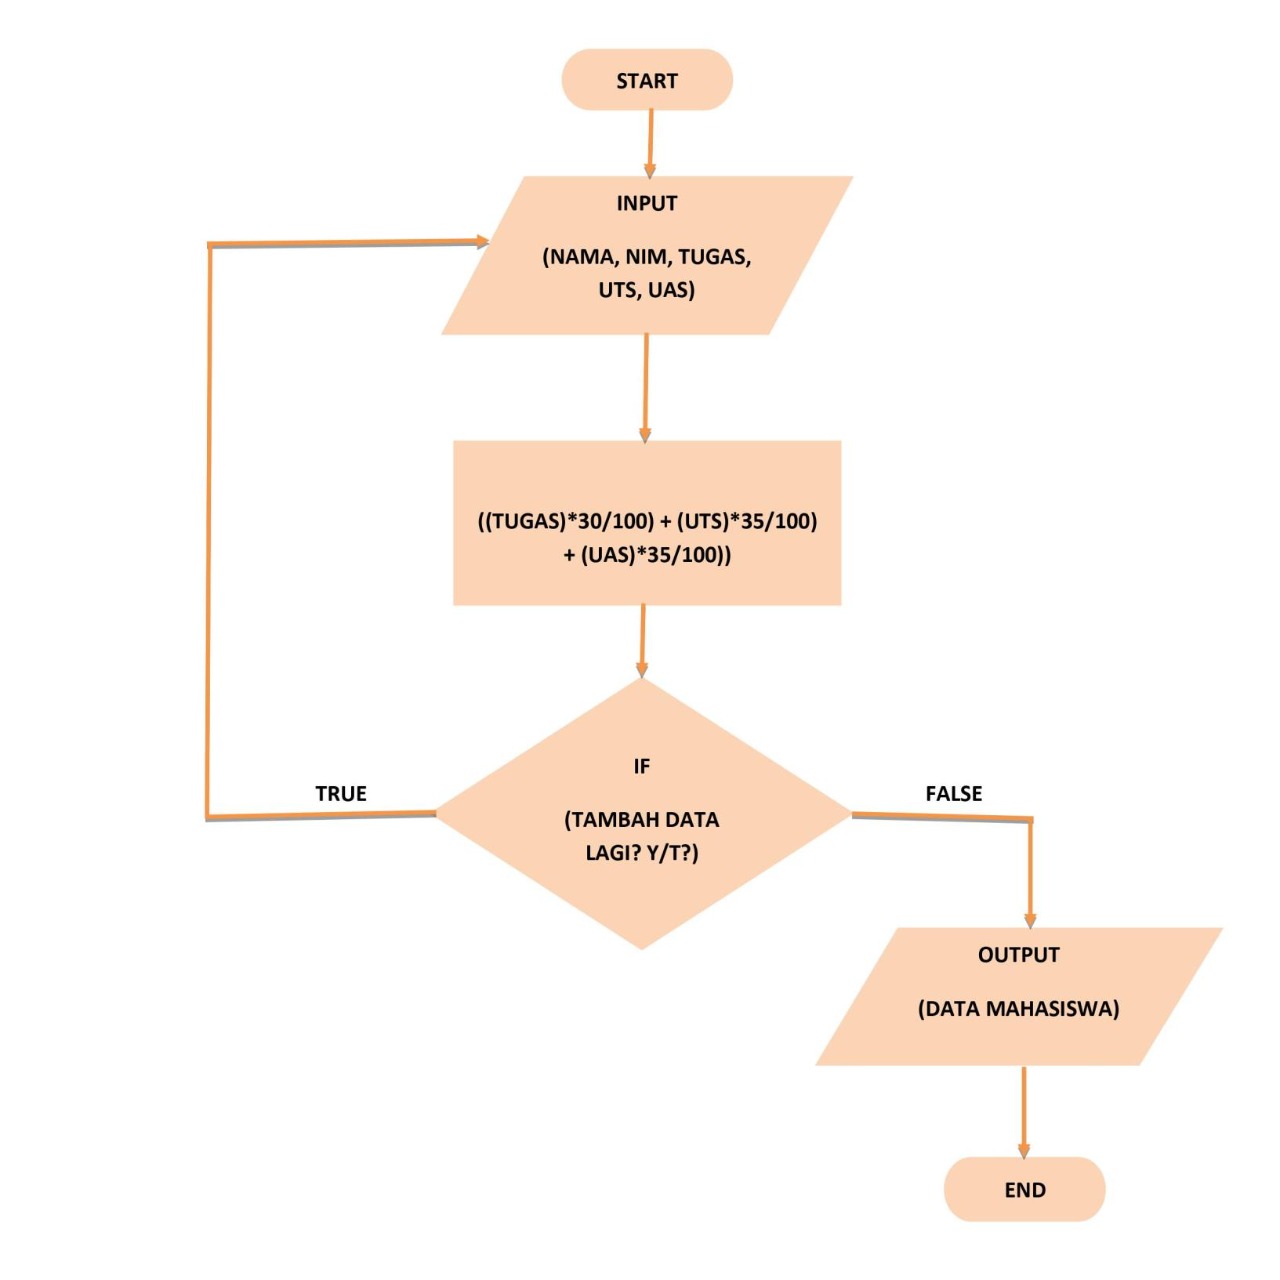 START
INPUT
(NAMA, NIM, TUGAS,
UTS, UAS)
((TUGAS)*30/100) + (UTS)*35/100)
+ (UAS)*35/100))
IF
(TAMBAH DATA
LAGI? Y/T?)
TRUE
FALSE
OUTPUT
(DATA MAHASISWA)
END